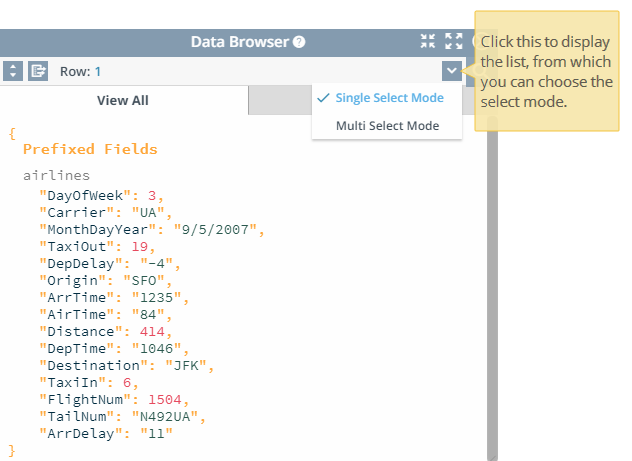 Data Browser ?
Click this to display
the list, from which
you can choose the
select mode.
Row: 1
View All
Single Select Mode
Multi Select Mode
{
Prefixed Fields
airlines
"DayOfWeek": 3,
"Carrier": "UA",
"MonthDayYear": "9/5/2007",
"TaxiOut": 19,
"DepDelay": "-4",
"Origin": "SFO",
"ArrTime": "1235",
"AirTime": "84",
"Distance": 414,
"DepTime": "1046",
"Destination": "JFK",
"TaxiIn": 6,
"FlightNum": 1504,
"TailNum": "N492UA",
"ArrDelay": "11"
}